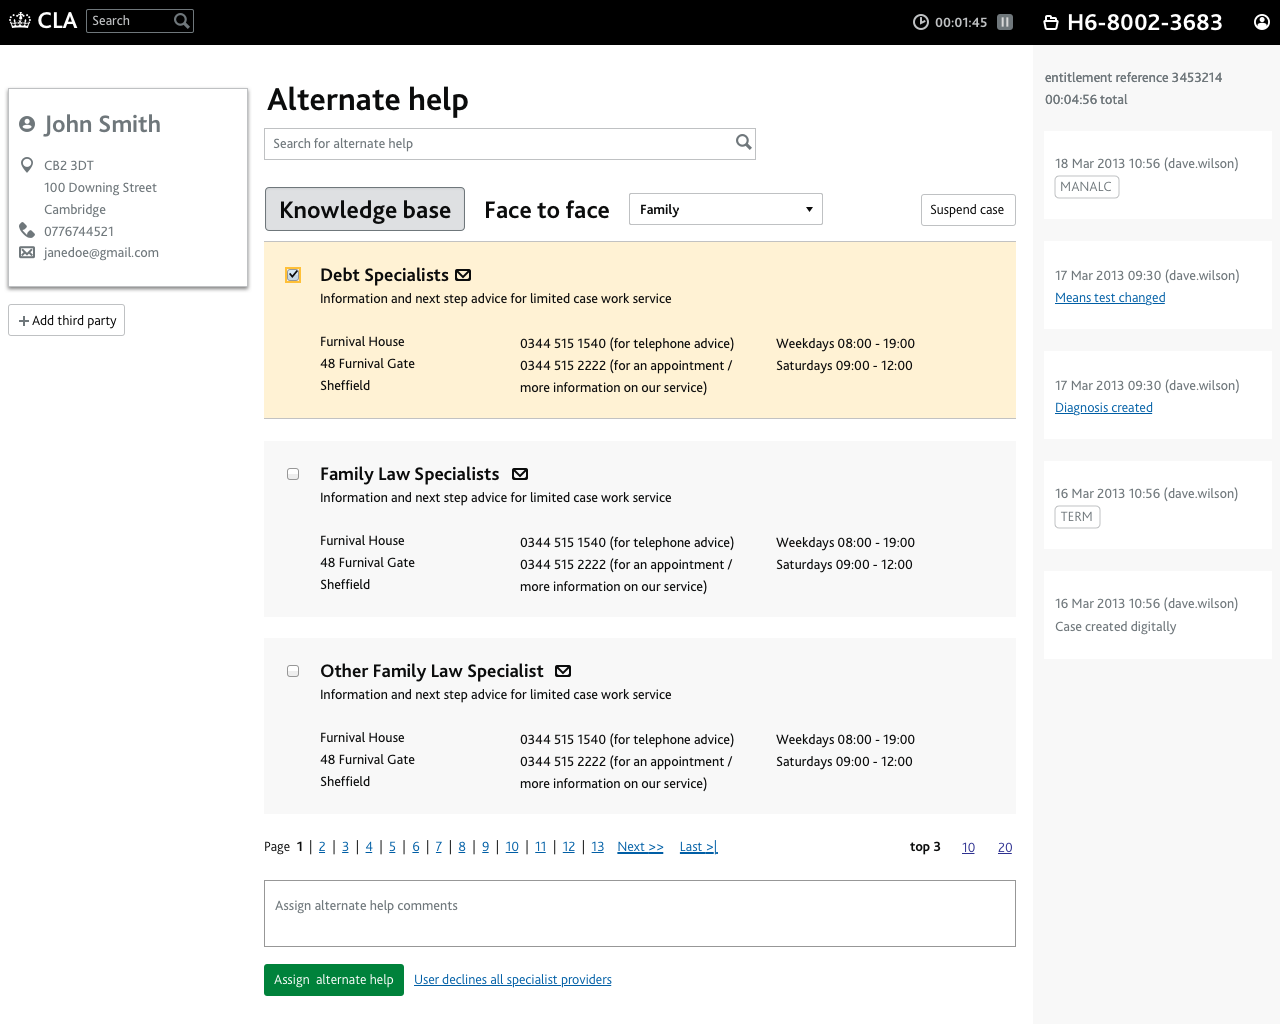 CLA
Search
00:01:45
H6-8002-3683
John Smith
CB2 3DT
100 Downing Street
Cambridge
0776744521
janedoe@gmail.com
Add third party
Alternate help
Search for alternate help
Knowledge base
Face to face
Family
Suspend case
Debt Specialists
Information and next step advice for limited case work service
Furnival House
48 Furnival Gate
Sheffield
0344 515 1540 (for telephone advice)
0344 515 2222 (for an appointment /
more information on our service)
Weekdays 08:00 - 19:00
Saturdays 09:00 - 12:00
Family Law Specialists
Information and next step advice for limited case work service
Furnival House
48 Furnival Gate
Sheffield
0344 515 1540 (for telephone advice)
0344 515 2222 (for an appointment /
more information on our service)
Weekdays 08:00 - 19:00
Saturdays 09:00 - 12:00
Other Family Law Specialist
Information and next step advice for limited case work service
Furnival House
48 Furnival Gate
Sheffield
0344 515 1540 (for telephone advice)
0344 515 2222 (for an appointment /
more information on our service)
Weekdays 08:00 - 19:00
Saturdays 09:00 - 12:00
Page 1 | 2 | 3 | 4 | 5 | 6 | 7 | 8 | 9 | 10 | 11 | 12 | 13 Next >> Last >|
top 3 10 20
Assign alternate help comments
Assign alternate help
User declines all specialist providers
entitlement reference 3453214
00:04:56 total
18 Mar 2013 10:56 (dave.wilson)
MANALC
17 Mar 2013 09:30 (dave.wilson)
Means test changed
17 Mar 2013 09:30 (dave.wilson)
Diagnosis created
16 Mar 2013 10:56 (dave.wilson)
TERM
16 Mar 2013 10:56 (dave.wilson)
Case created digitally